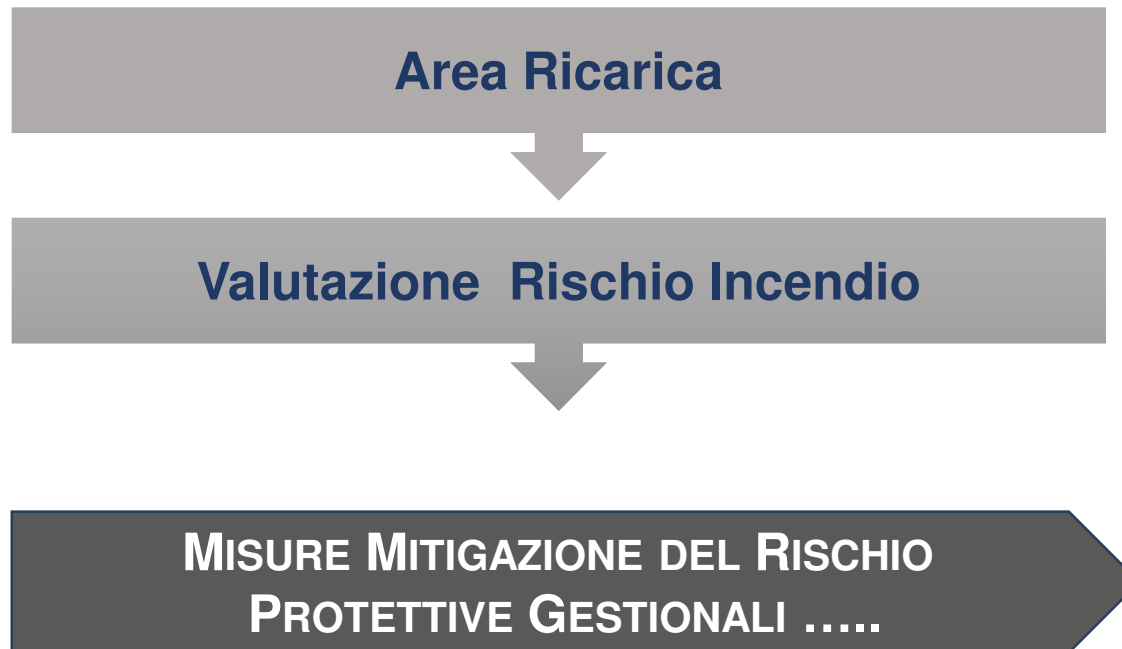 Area Ricarica
Valutazione  Rischio Incendio
MISURE MITIGAZIONE DEL RISCHIO
PROTETTIVE GESTIONALI …..